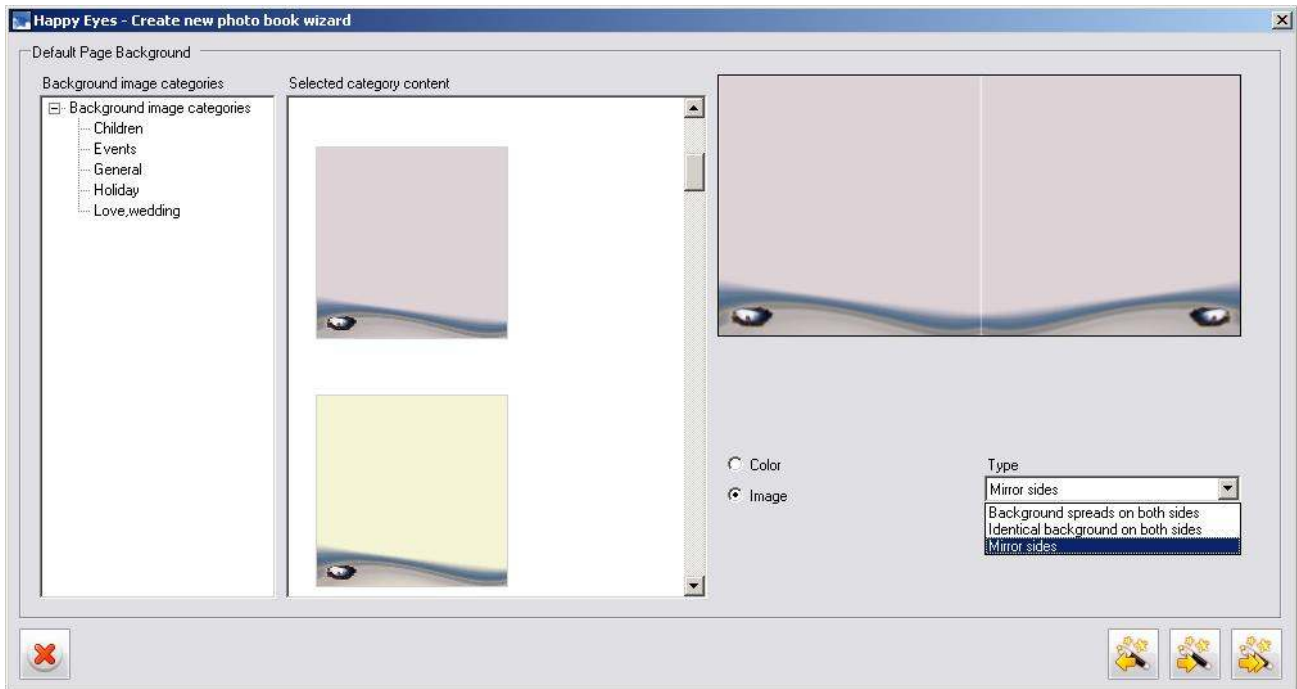 Happy Eyes - Create new photo book wizard
Default Page Background
Background image categories
Selected category content
Background image categories
Children
Events
General
Holiday
Love,wedding
Color
Image
Type
Mirror sides
Background spreads on both sides
Identical background on both sides
Mirror sides